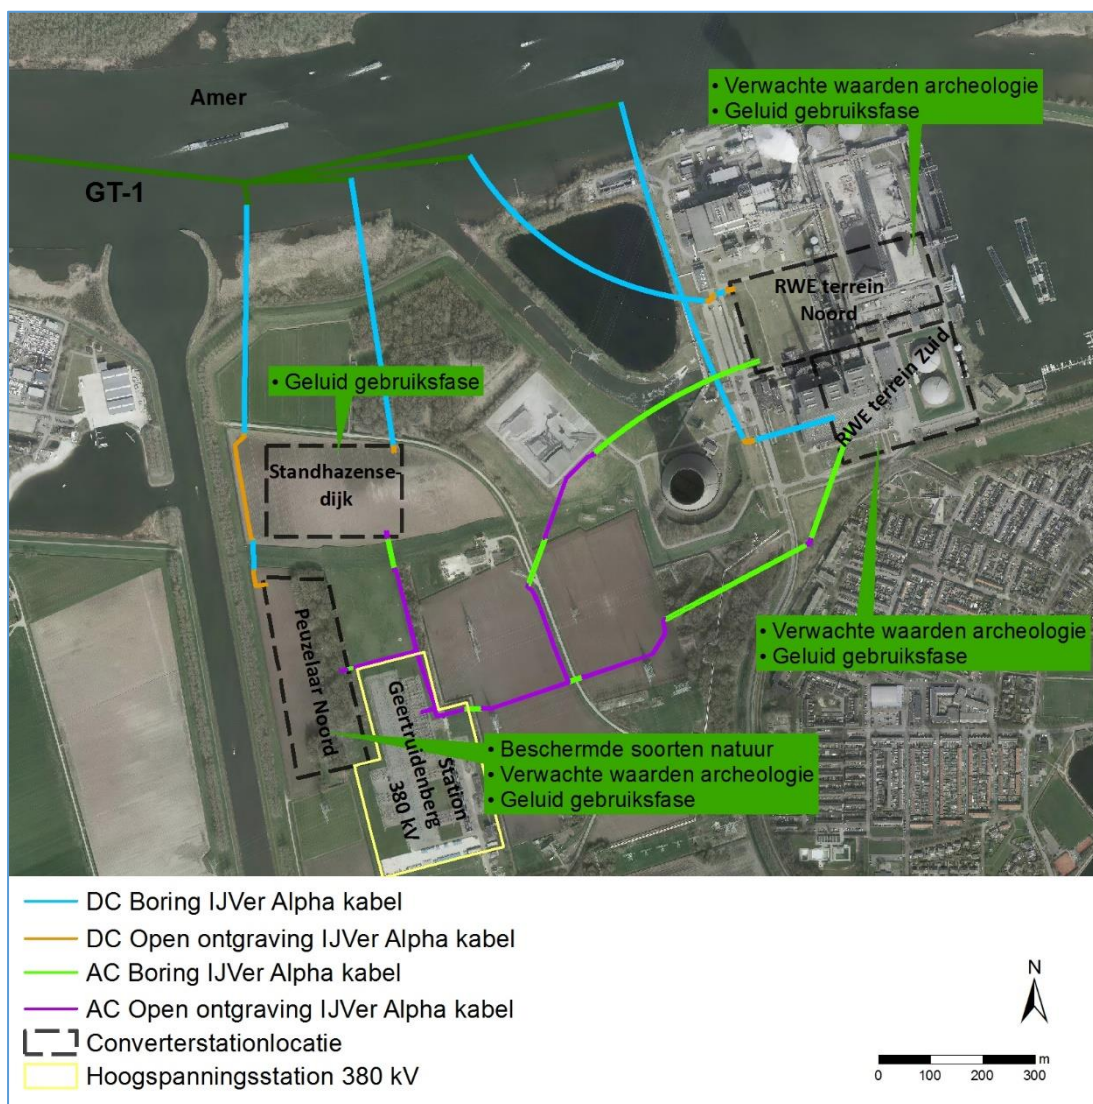 Amer
GT-1
• Verwachte waarden archeologie
• Geluid gebruiksfase
RWE terrein
Noord
RWE terrein Zuid
• Geluid gebruiksfase
Standhazense-
dijk
• Verwachte waarden archeologie
• Geluid gebruiksfase
Peuzelaar Noord
Station
Geertruidenberg
380 kV
• Beschermde soorten natuur
• Verwachte waarden archeologie
• Geluid gebruiksfase
DC Boring IJVer Alpha kabel
DC Open ontgraving IJVer Alpha kabel
AC Boring IJVer Alpha kabel
AC Open ontgraving IJVer Alpha kabel
Converterstationlocatie
Hoogspanningsstation 380 kV
N
m
0 100 200 300